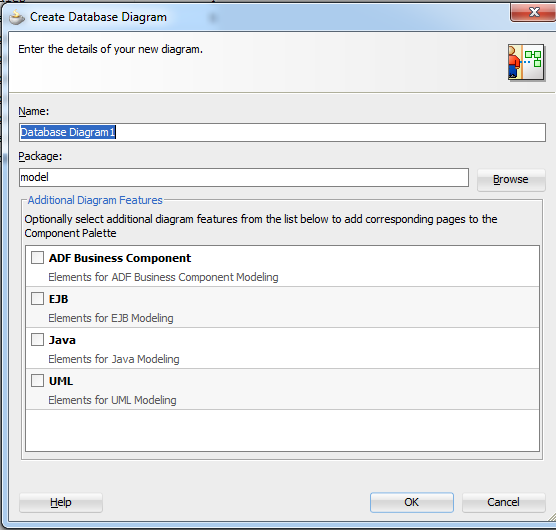 Create Database Diagram
Enter the details of your new diagram.
Name:
Database Diagram1
Package:
model
Browse
Additional Diagram Features
Optionally select additional diagram features from the list below to add corresponding pages to the
Component Palette
ADF Business Component
Elements for ADF Business Component Modeling
EJB
Elements for EJB Modeling
Java
Elements for Java Modeling
UML
Elements for UML Modeling
Help
OK
Cancel